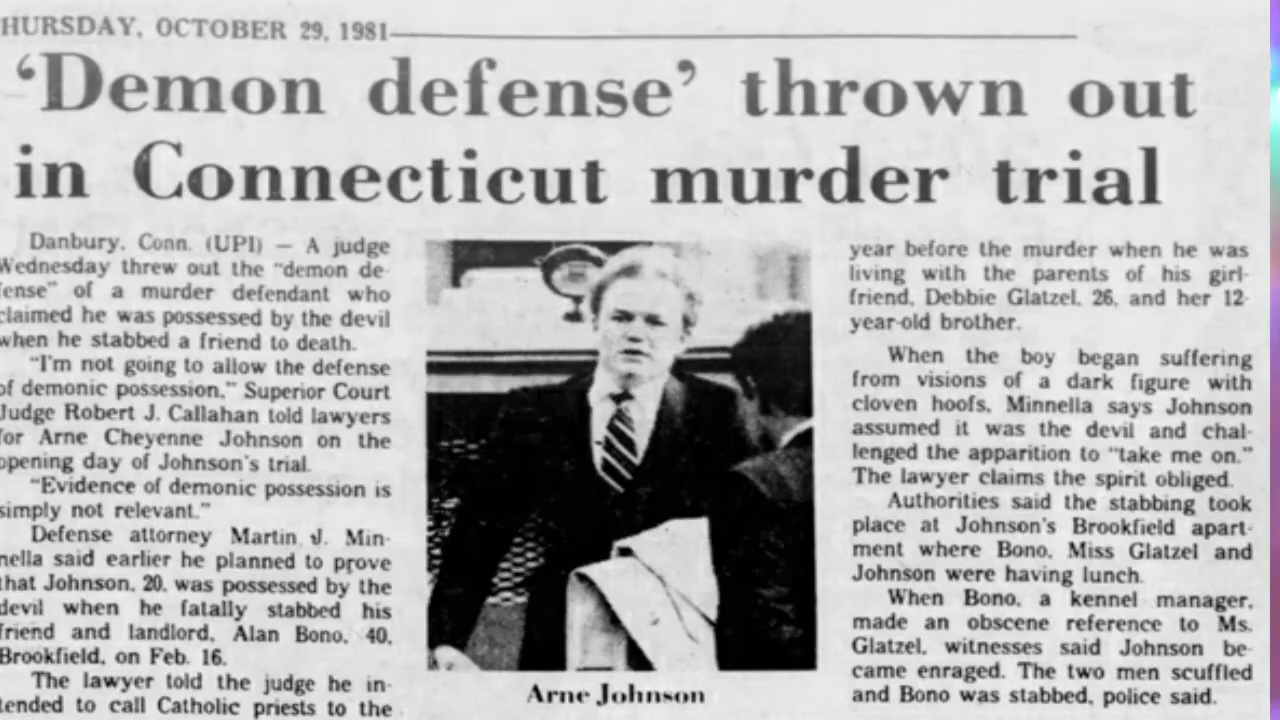 HURSDAY, OCTOBER 29, 1981
‘Demon defense’ thrown out
in Connecticut murder trial
Danbury, Conn. (UPI) — A judge
Wednesday threw out the “demon de-
fense” of a murder defendant who
claimed he was possessed by the devil
when he stabbed a friend to death.
“I’m not going to allow the defense
of demonic possession,” Superior Court
Judge Robert J. Callahan told lawyers
for Arne Cheyenne Johnson on the
opening day of Johnson’s trial.
“Evidence of demonic possession is
simply not relevant.”
Defense attorney Martin J. Min-
nella said earlier he planned to prove
that Johnson, 20, was possessed by the
devil when he fatally stabbed his
friend and landlord, Alan Bono, 40,
Brookfield, on Feb. 16.
The lawyer told the judge he in-
tended to call Catholic priests to the
Arne Johnson
year before the murder when he was
living with the parents of his girl-
friend, Debbie Glatzel, 26, and her 12-
year-old brother.
When the boy began suffering
from visions of a dark figure with
cloven hoofs, Minnella says Johnson
assumed it was the devil and chal-
lenged the apparition to “take me on.”
The lawyer claims the spirit obliged.
Authorities said the stabbing took
place at Johnson’s Brookfield apart-
ment where Bono, Miss Glatzel and
Johnson were having lunch.
When Bono, a kennel manager,
made an obscene reference to Ms.
Glatzel, witnesses said Johnson be-
came enraged. The two men scuffled
and Bono was stabbed, police said.